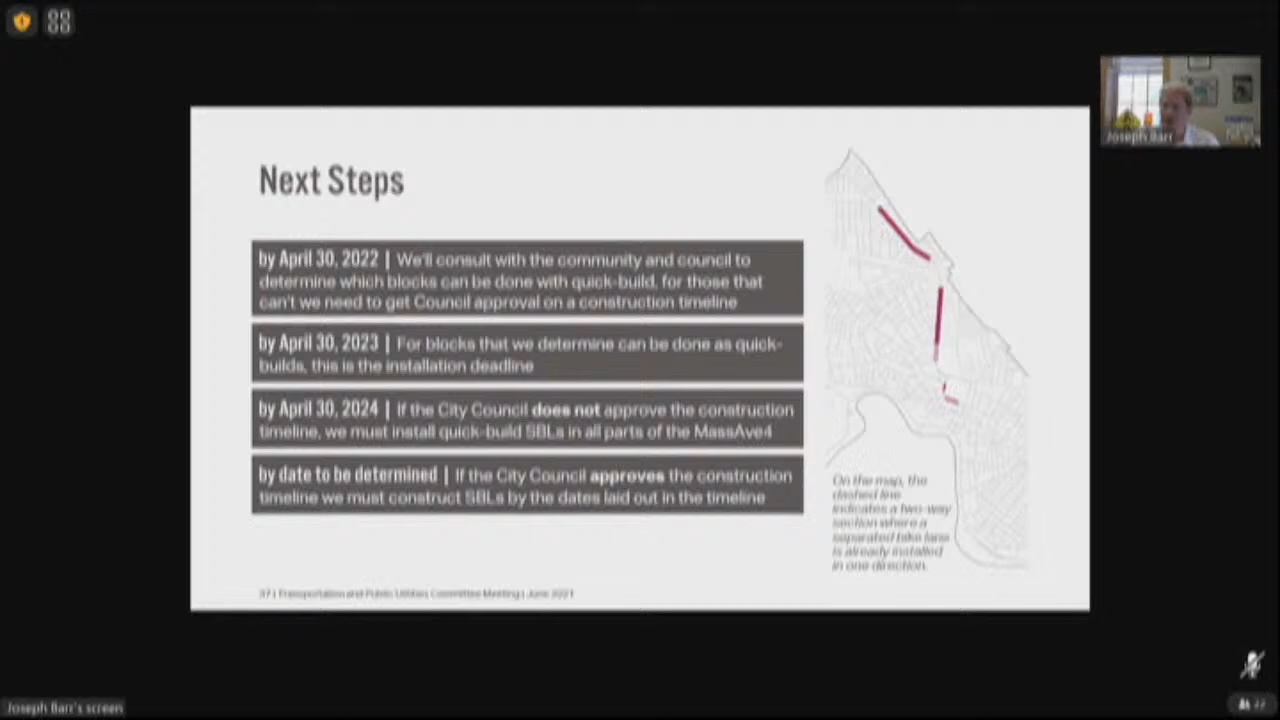 Joseph Barr
Next Steps
by April 30, 2022 | We'll consult with the community and council to
determine which blocks can be done with quick-build, for those that
can't we need to get Council approval on a construction timeline
by April 30, 2023 | For blocks that we determine can be done as quick-
builds, this is the installation deadline
by April 30, 2024 | If the City Council does not approve the construction
timeline, we must install quick-build SBLs in all parts of the MassAve4
by date to be determined | If the City Council approves the construction
timeline we must construct SBLs by the dates laid out in the timeline
On the map, the
dashed line
indicates a two-way
section where a
separated bike lane
is already installed
in one direction.
37 | Transportation and Public Utilities Committee Meeting | June 2021
Joseph Barr's screen